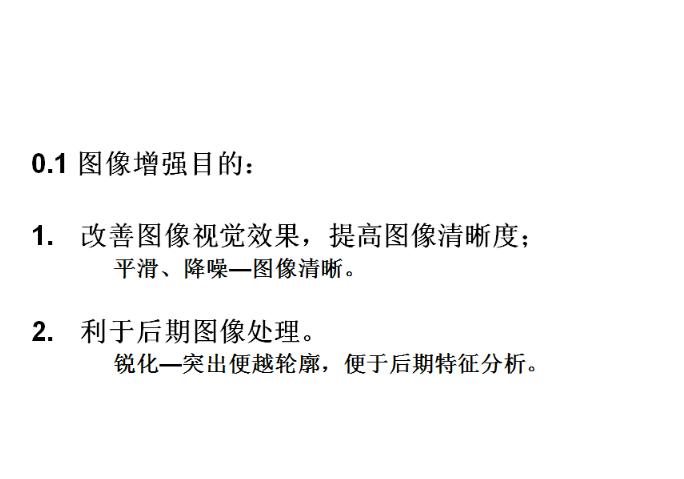 0.1 图像增强目的：
1. 改善图像视觉效果，提高图像清晰度；
平滑、降噪—图像清晰。
2. 利于后期图像处理。
锐化—突出便越轮廓，便于后期特征分析。